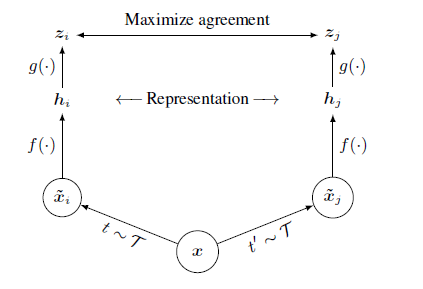 Maximize agreement
z_i z_j
g(·) g(·)
h_i ⟵ Representation ⟶ h_j
f(·) f(·)
x̃_i x̃_j
t ~ 𝒯 t′ ~ 𝒯
x